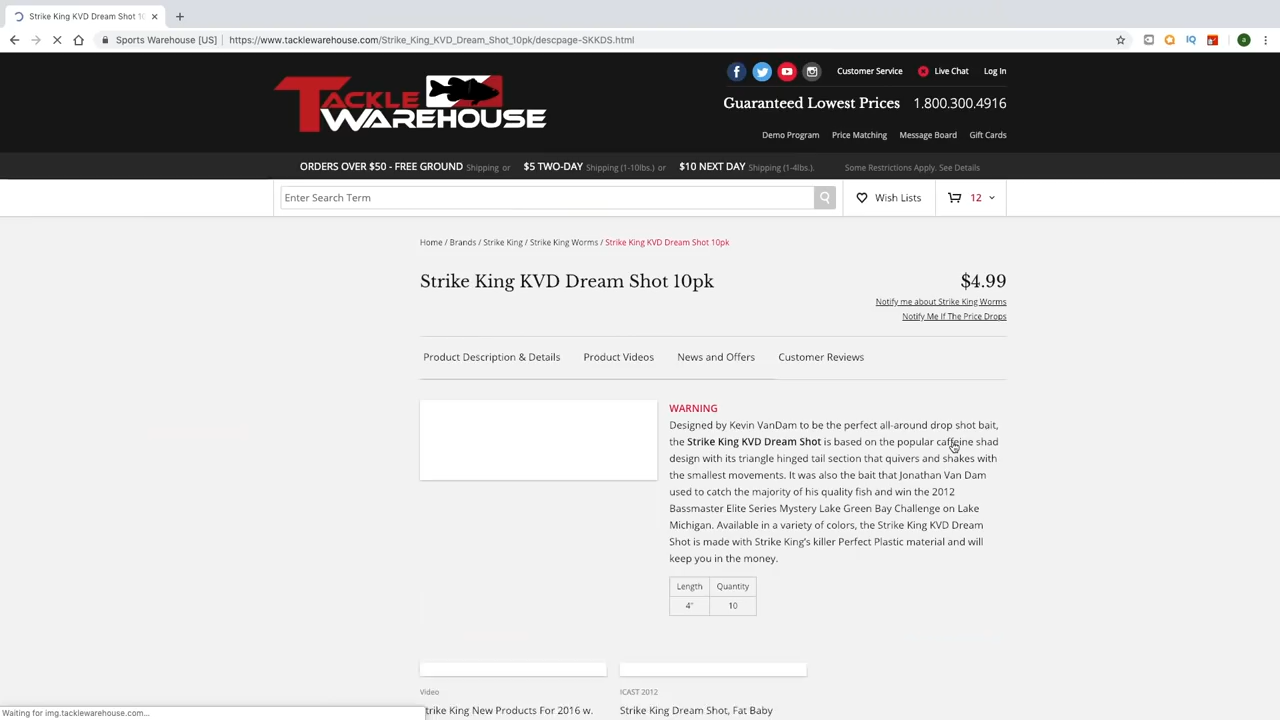 Strike King KVD Dream Shot 10
Sports Warehouse [US]
https://www.tacklewarehouse.com/Strike_King_KVD_Dream_Shot_10pk/descpage-SKKDS.html
IQ
a
TACKLE WAREHOUSE
Customer Service
Live Chat
Log In
Guaranteed Lowest Prices 1.800.300.4916
Demo Program
Price Matching
Message Board
Gift Cards
ORDERS OVER $50 - FREE GROUND Shipping or $5 TWO-DAY Shipping (1-10lbs.) or $10 NEXT DAY Shipping (1-4lbs.). Some Restrictions Apply. See Details
Enter Search Term
Wish Lists
12
Home / Brands / Strike King / Strike King Worms / Strike King KVD Dream Shot 10pk
Strike King KVD Dream Shot 10pk
$4.99
Notify me about Strike King Worms
Notify Me If The Price Drops
Product Description & Details
Product Videos
News and Offers
Customer Reviews
WARNING
Designed by Kevin VanDam to be the perfect all-around drop shot bait,
the Strike King KVD Dream Shot is based on the popular caffeine shad
design with its triangle hinged tail section that quivers and shakes with
the smallest movements. It was also the bait that Jonathan Van Dam
used to catch the majority of his quality fish and win the 2012
Bassmaster Elite Series Mystery Lake Green Bay Challenge on Lake
Michigan. Available in a variety of colors, the Strike King KVD Dream
Shot is made with Strike King's killer Perfect Plastic material and will
keep you in the money.
Length Quantity
4" 10
Video
Strike King New Products For 2016 w.
ICAST 2012
Strike King Dream Shot, Fat Baby
Waiting for img.tacklewarehouse.com...